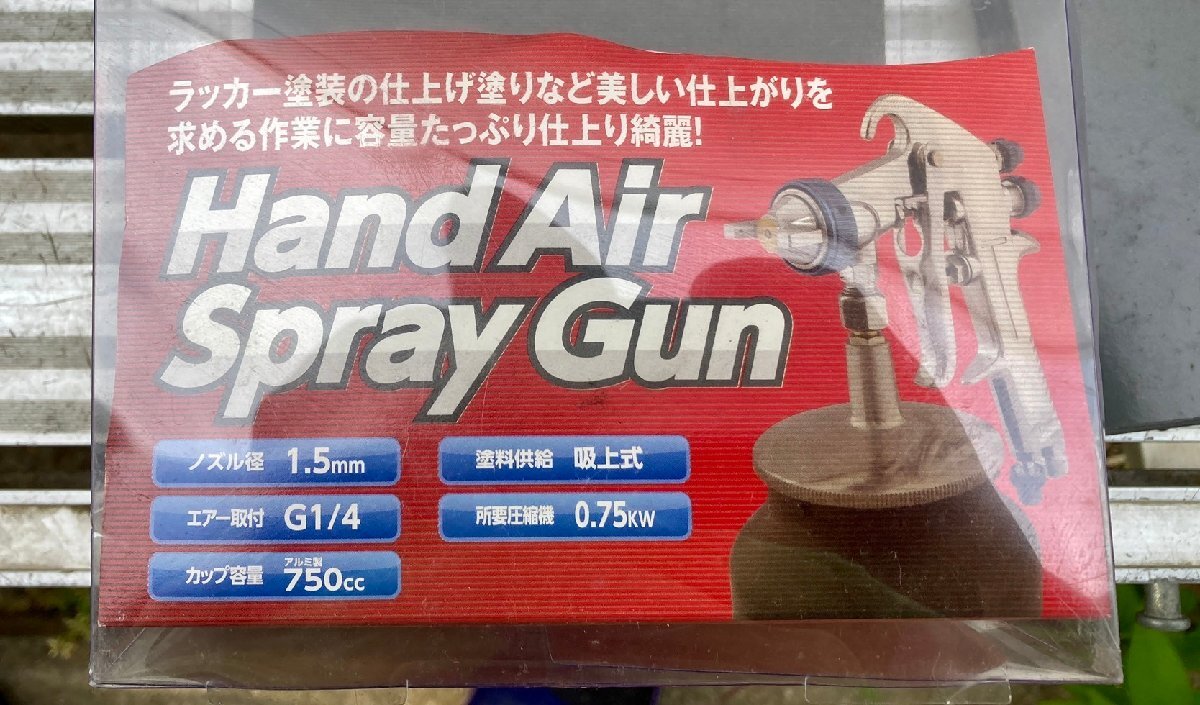 ラッカー塗装の仕上げ塗りなど美しい仕上がりを
求める作業に容量たっぷり仕上り綺麗!
Hand Air
Spray Gun
ノズル径 1.5mm
塗料供給 吸上式
エアー取付 G1/4
所要圧縮機 0.75KW
カップ容量 アルミ製 750cc